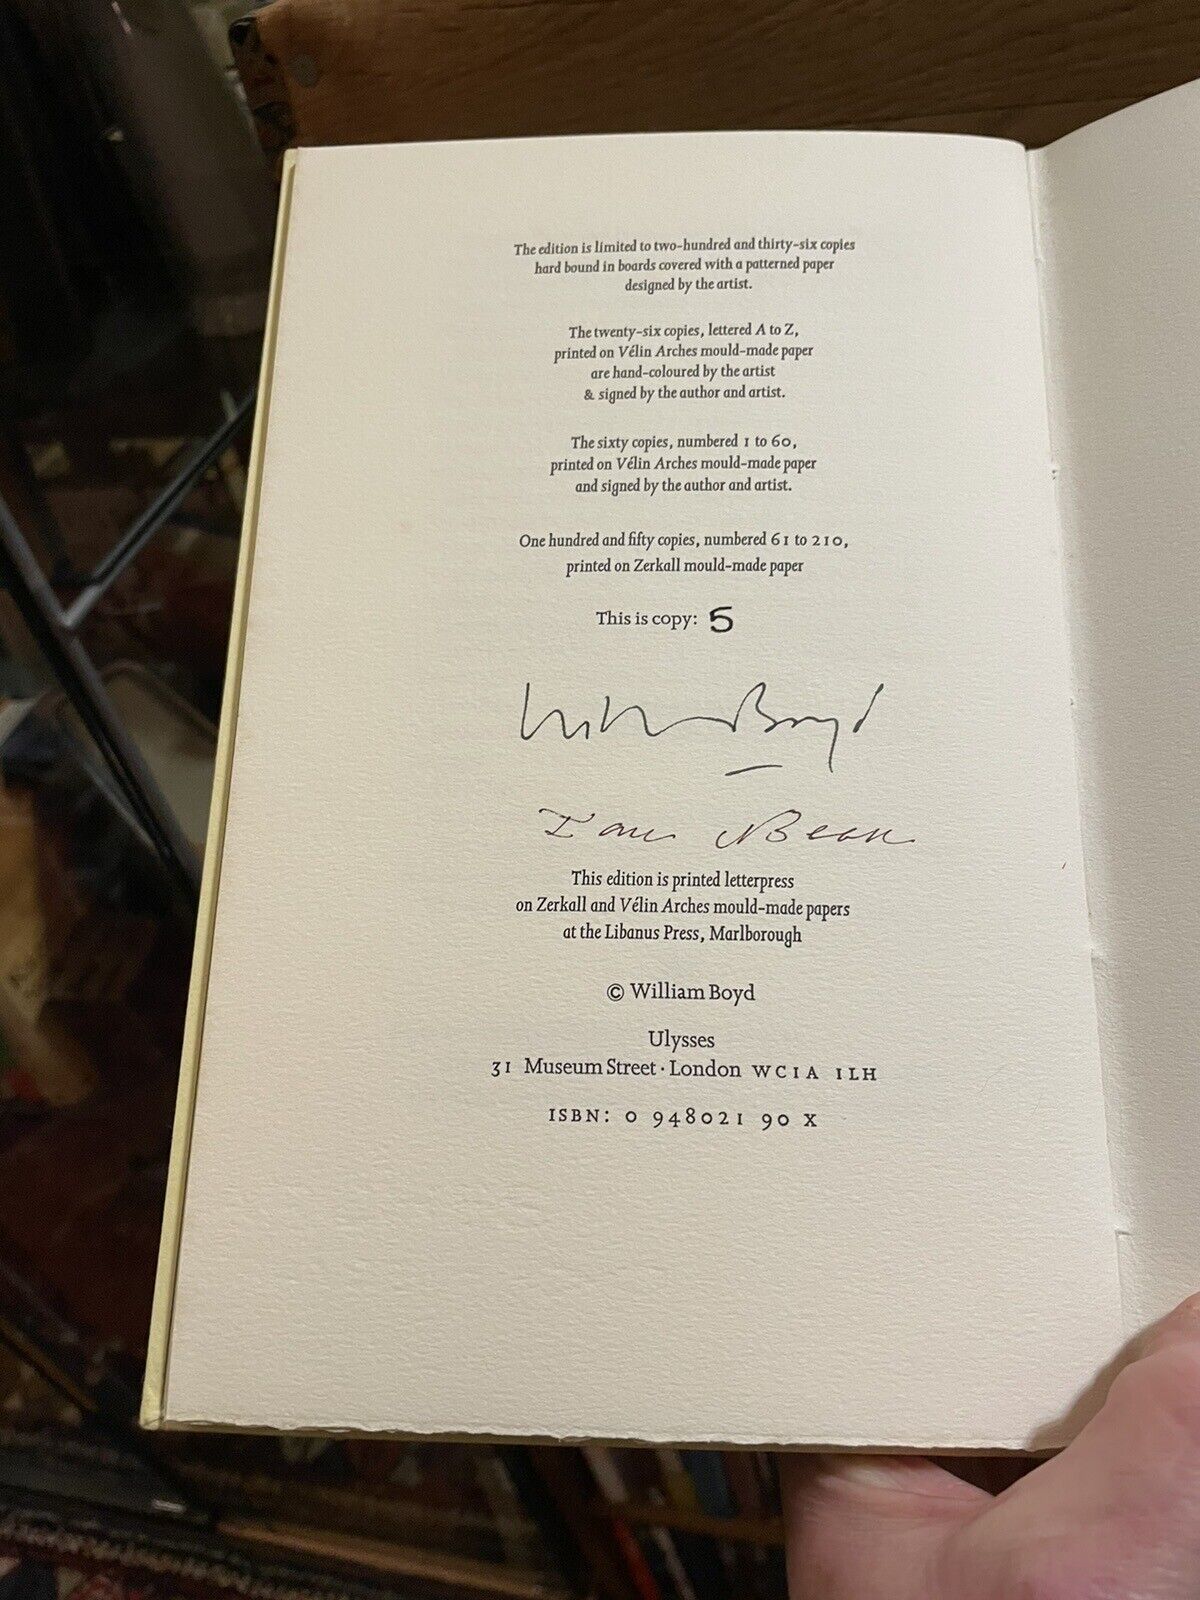 The edition is limited to two-hundred and thirty-six copies
hard bound in boards covered with a patterned paper
designed by the artist.
The twenty-six copies, lettered A to Z,
printed on Vélin Arches mould-made paper
are hand-coloured by the artist
& signed by the author and artist.
The sixty copies, numbered 1 to 60,
printed on Vélin Arches mould-made paper
and signed by the author and artist.
One hundred and fifty copies, numbered 61 to 210,
printed on Zerkall mould-made paper
This is copy: 5
William Boyd
Ian Beck
This edition is printed letterpress
on Zerkall and Vélin Arches mould-made papers
at the Libanus Press, Marlborough
© William Boyd
Ulysses
31 Museum Street · London WC1A 1LH
ISBN: 0 948021 90 X